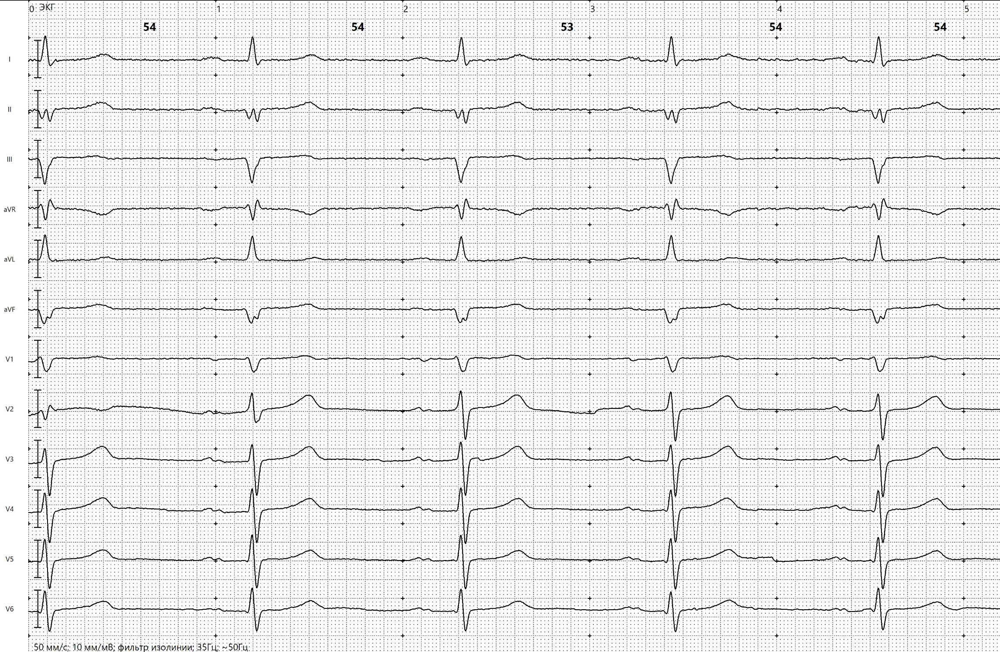 0 ЭКГ 1 2 3 4 5
54 54 53 54 54
I
II
III
aVR
aVL
aVF
V1
V2
V3
V4
V5
V6
50 мм/с; 10 мм/мВ; фильтр изолинии; 35Гц; ~50Гц